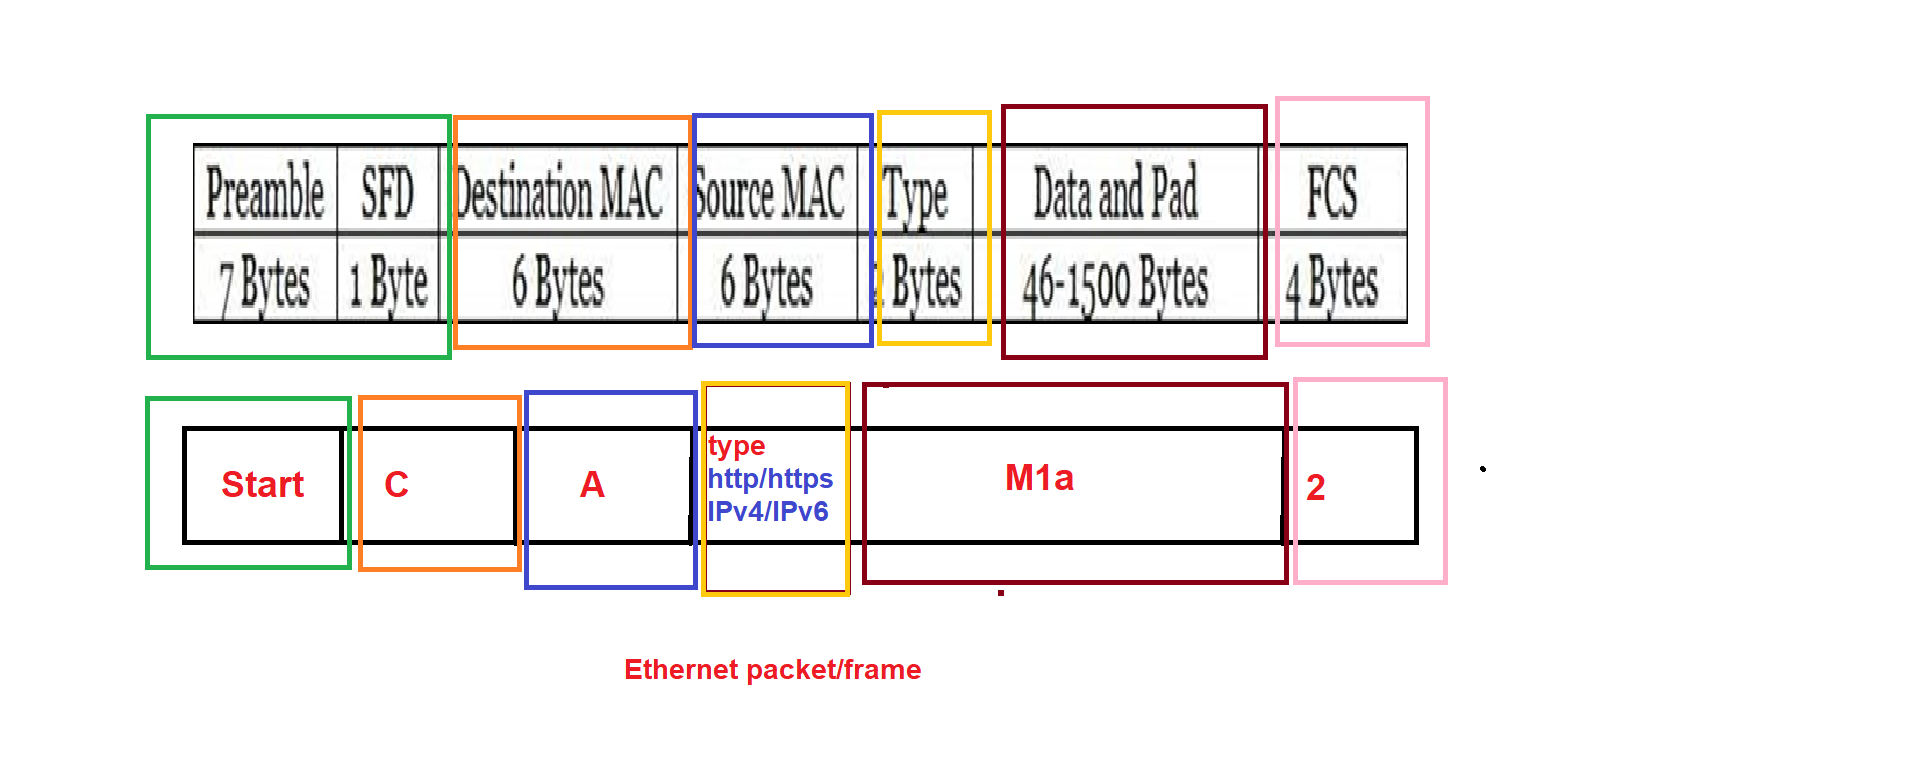 Preamble SFD Destination MAC Source MAC Type Data and Pad FCS
7 Bytes 1 Byte 6 Bytes 6 Bytes 2 Bytes 46-1500 Bytes 4 Bytes
Start C A type M1a 2
http/https
IPv4/IPv6
Ethernet packet/frame